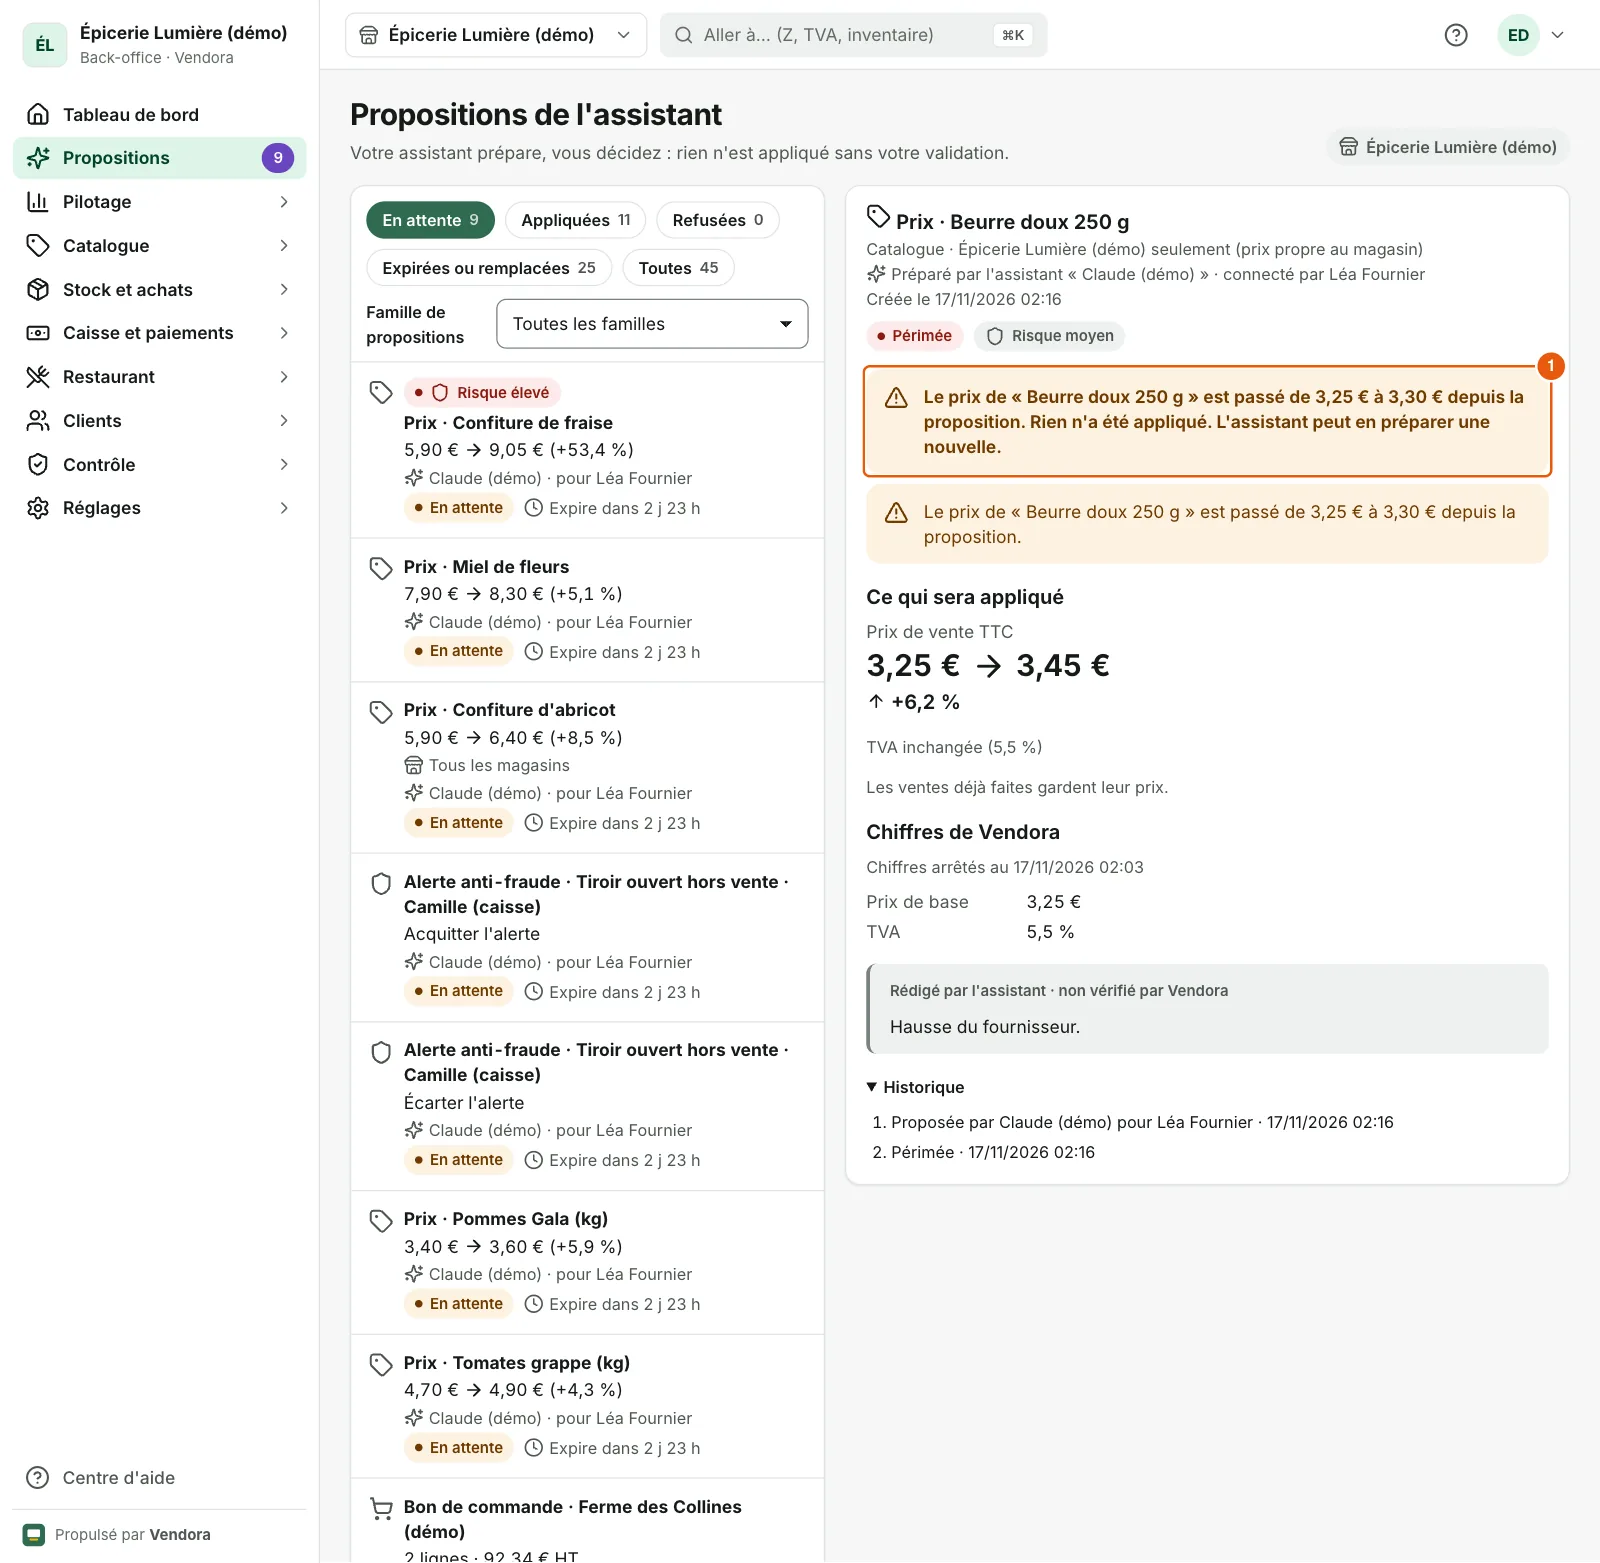 ÉL
Épicerie Lumière (démo)
Back-office · Vendora
Tableau de bord
Propositions
9
Pilotage
Catalogue
Stock et achats
Caisse et paiements
Restaurant
Clients
Contrôle
Réglages
Centre d'aide
Propulsé par Vendora
Épicerie Lumière (démo)
Aller à... (Z, TVA, inventaire)
⌘K
ED
Propositions de l'assistant
Votre assistant prépare, vous décidez : rien n'est appliqué sans votre validation.
Épicerie Lumière (démo)
En attente 9
Appliquées 11
Refusées 0
Expirées ou remplacées 25
Toutes 45
Famille de
propositions
Toutes les familles
Risque élevé
Prix · Confiture de fraise
5,90 € → 9,05 € (+53,4 %)
Claude (démo) · pour Léa Fournier
En attente
Expire dans 2 j 23 h
Prix · Miel de fleurs
7,90 € → 8,30 € (+5,1 %)
Claude (démo) · pour Léa Fournier
En attente
Expire dans 2 j 23 h
Prix · Confiture d'abricot
5,90 € → 6,40 € (+8,5 %)
Tous les magasins
Claude (démo) · pour Léa Fournier
En attente
Expire dans 2 j 23 h
Alerte anti-fraude · Tiroir ouvert hors vente ·
Camille (caisse)
Acquitter l'alerte
Claude (démo) · pour Léa Fournier
En attente
Expire dans 2 j 23 h
Alerte anti-fraude · Tiroir ouvert hors vente ·
Camille (caisse)
Écarter l'alerte
Claude (démo) · pour Léa Fournier
En attente
Expire dans 2 j 23 h
Prix · Pommes Gala (kg)
3,40 € → 3,60 € (+5,9 %)
Claude (démo) · pour Léa Fournier
En attente
Expire dans 2 j 23 h
Prix · Tomates grappe (kg)
4,70 € → 4,90 € (+4,3 %)
Claude (démo) · pour Léa Fournier
En attente
Expire dans 2 j 23 h
Bon de commande · Ferme des Collines
(démo)
2 lignes · 92,34 € HT
Prix · Beurre doux 250 g
Catalogue · Épicerie Lumière (démo) seulement (prix propre au magasin)
Préparé par l'assistant « Claude (démo) » · connecté par Léa Fournier
Créée le 17/11/2026 02:16
Périmée
Risque moyen
1
Le prix de « Beurre doux 250 g » est passé de 3,25 € à 3,30 € depuis la
proposition. Rien n'a été appliqué. L'assistant peut en préparer une
nouvelle.
Le prix de « Beurre doux 250 g » est passé de 3,25 € à 3,30 € depuis la
proposition.
Ce qui sera appliqué
Prix de vente TTC
3,25 € → 3,45 €
↑ +6,2 %
TVA inchangée (5,5 %)
Les ventes déjà faites gardent leur prix.
Chiffres de Vendora
Chiffres arrêtés au 17/11/2026 02:03
Prix de base 3,25 €
TVA 5,5 %
Rédigé par l'assistant · non vérifié par Vendora
Hausse du fournisseur.
▼ Historique
1. Proposée par Claude (démo) pour Léa Fournier · 17/11/2026 02:16
2. Périmée · 17/11/2026 02:16